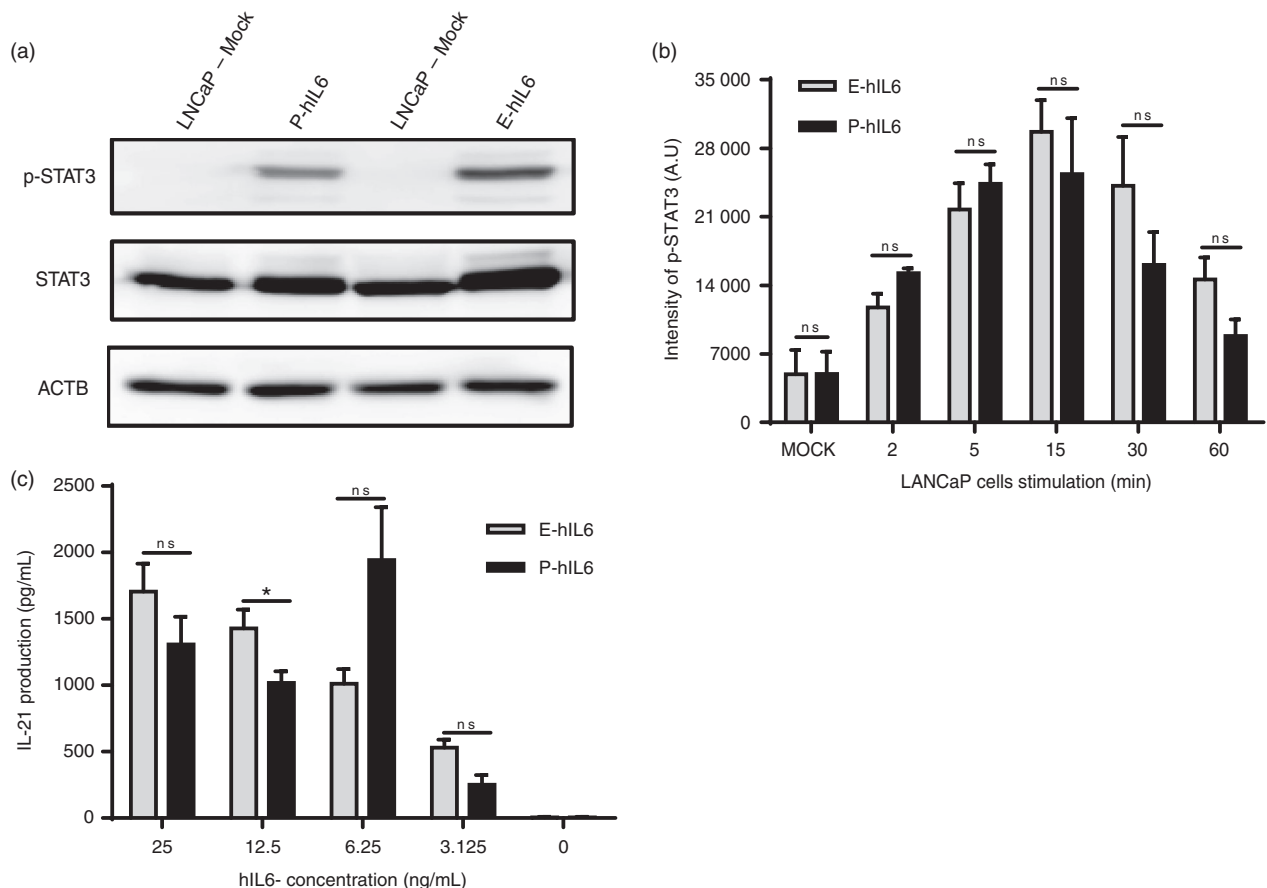 (a)
LNCaP – Mock
P-hIL6
LNCaP – Mock
E-hIL6
p-STAT3
STAT3
ACTB
(b)
Intensity of p-STAT3 (A.U)
35 000
28 000
21 000
14 000
7000
0
E-hIL6
P-hIL6
ns
ns
ns
ns
ns
ns
MOCK
2
5
15
30
60
LANCaP cells stimulation (min)
(c)
IL-21 production (pg/mL)
2500
2000
1500
1000
500
0
E-hIL6
P-hIL6
ns
*
ns
ns
25
12.5
6.25
3.125
0
hIL6- concentration (ng/mL)